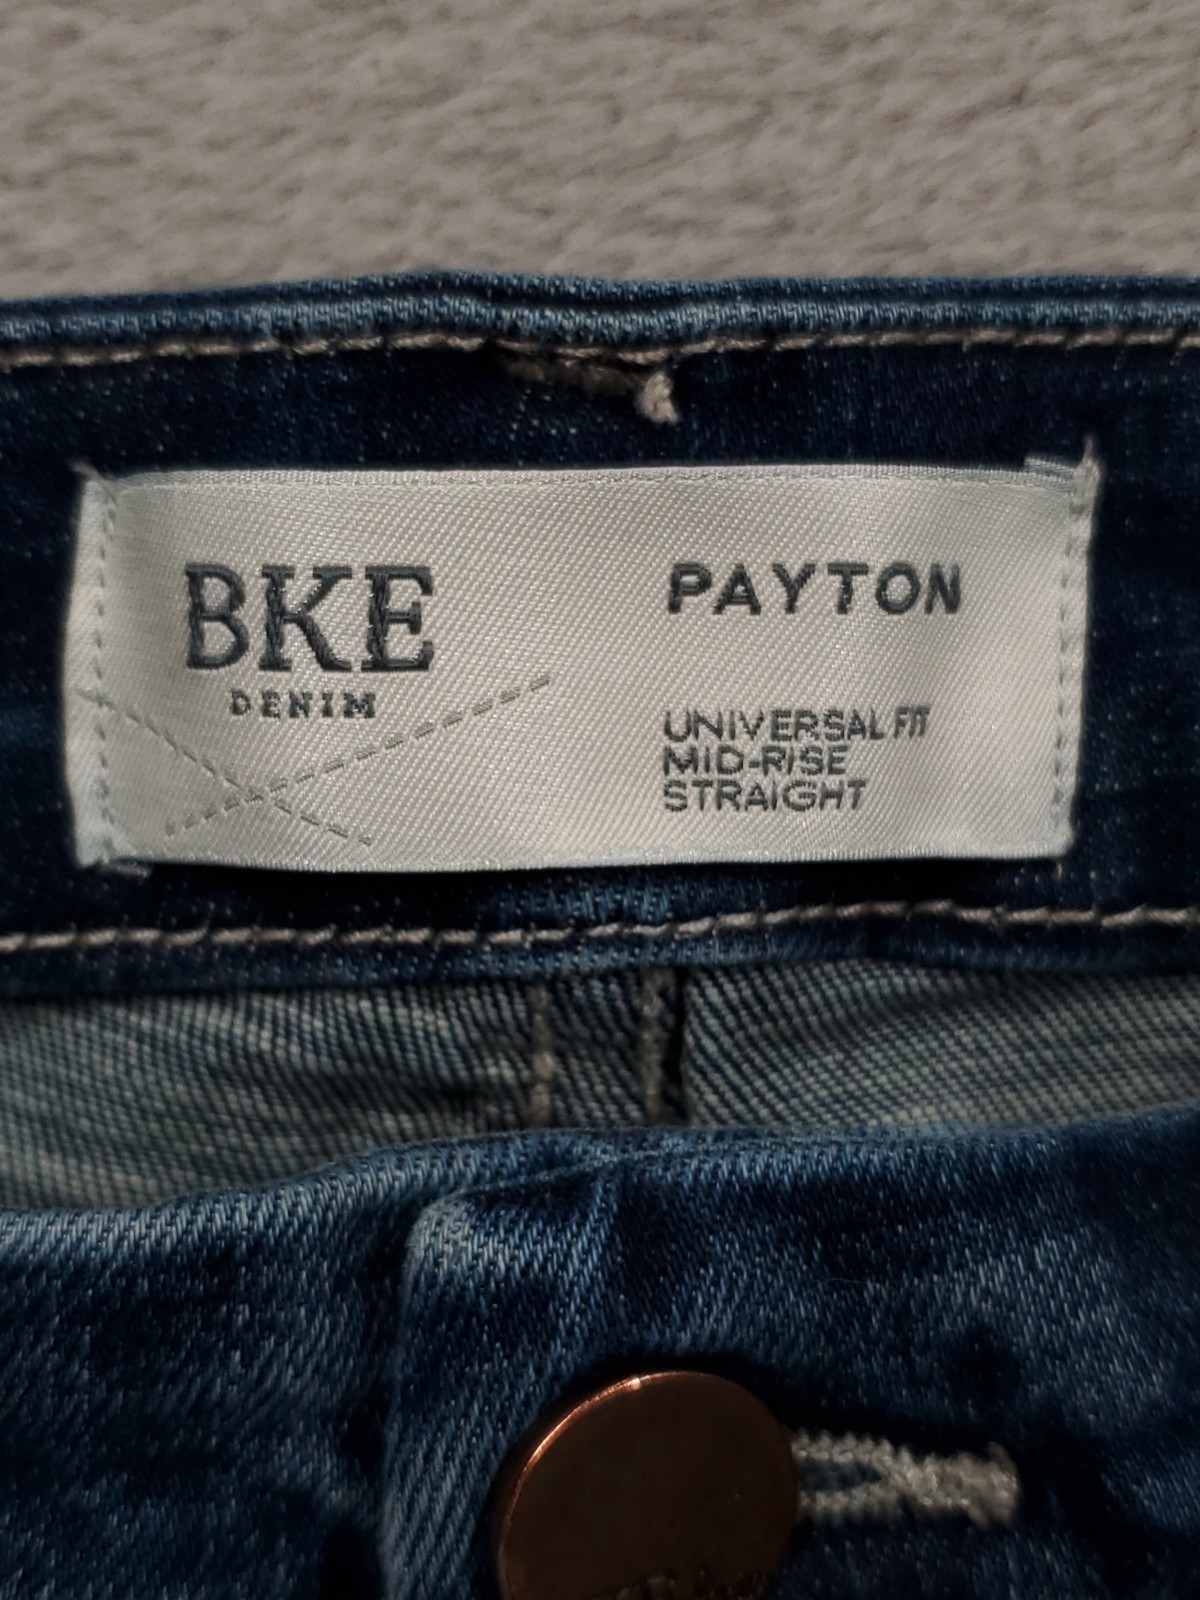 BKE
DENIM
PAYTON
UNIVERSAL FIT
MID-RISE
STRAIGHT